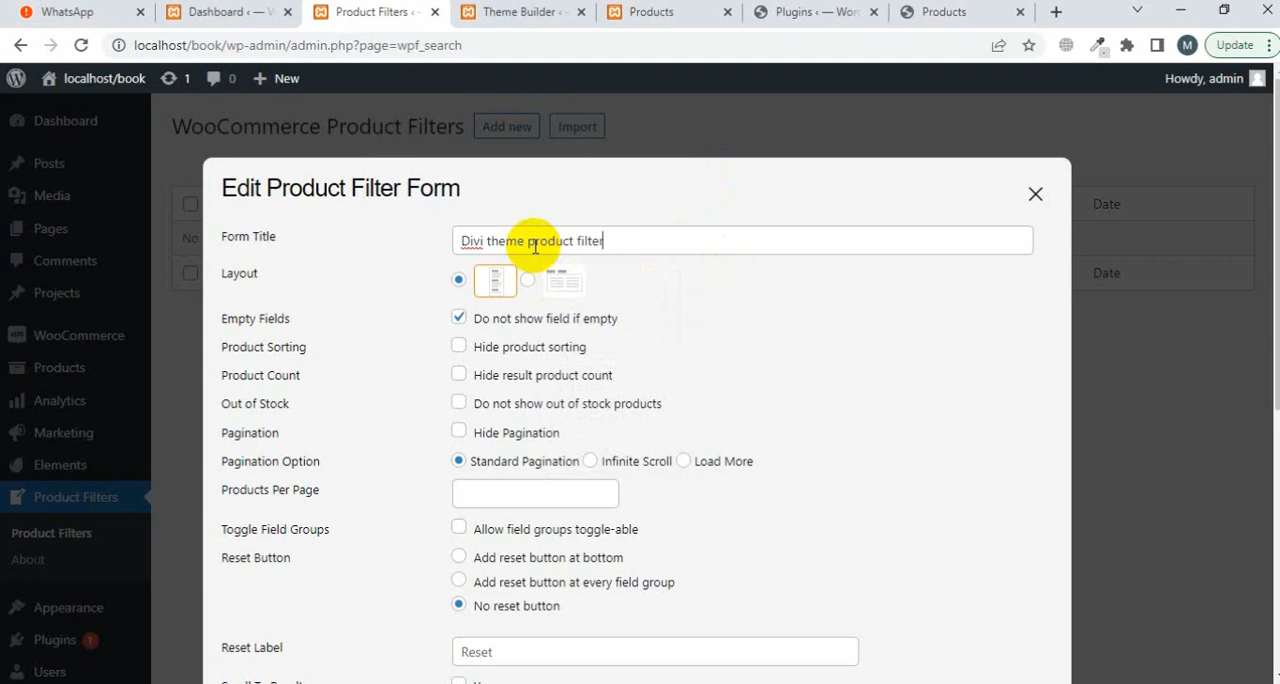 WhatsApp
Dashboard ‹ — W
Product Filters ‹ -
Theme Builder ‹ -
Products
Plugins ‹ — Wor
Products
localhost/book/wp-admin/admin.php?page=wpf_search
M
Update
localhost/book
1
0
+ New
Howdy, admin
Dashboard
Posts
Media
Pages
Comments
Projects
WooCommerce
Products
Analytics
Marketing
Elements
Product Filters
Product Filters
About
Appearance
Plugins 1
Users
WooCommerce Product Filters
Add new
Import
Date
No
Date
Edit Product Filter Form
Form Title
Divi theme product filter
Layout
Empty Fields
Do not show field if empty
Product Sorting
Hide product sorting
Product Count
Hide result product count
Out of Stock
Do not show out of stock products
Pagination
Hide Pagination
Pagination Option
Standard Pagination
Infinite Scroll
Load More
Products Per Page
Toggle Field Groups
Allow field groups toggle-able
Reset Button
Add reset button at bottom
Add reset button at every field group
No reset button
Reset Label
Reset